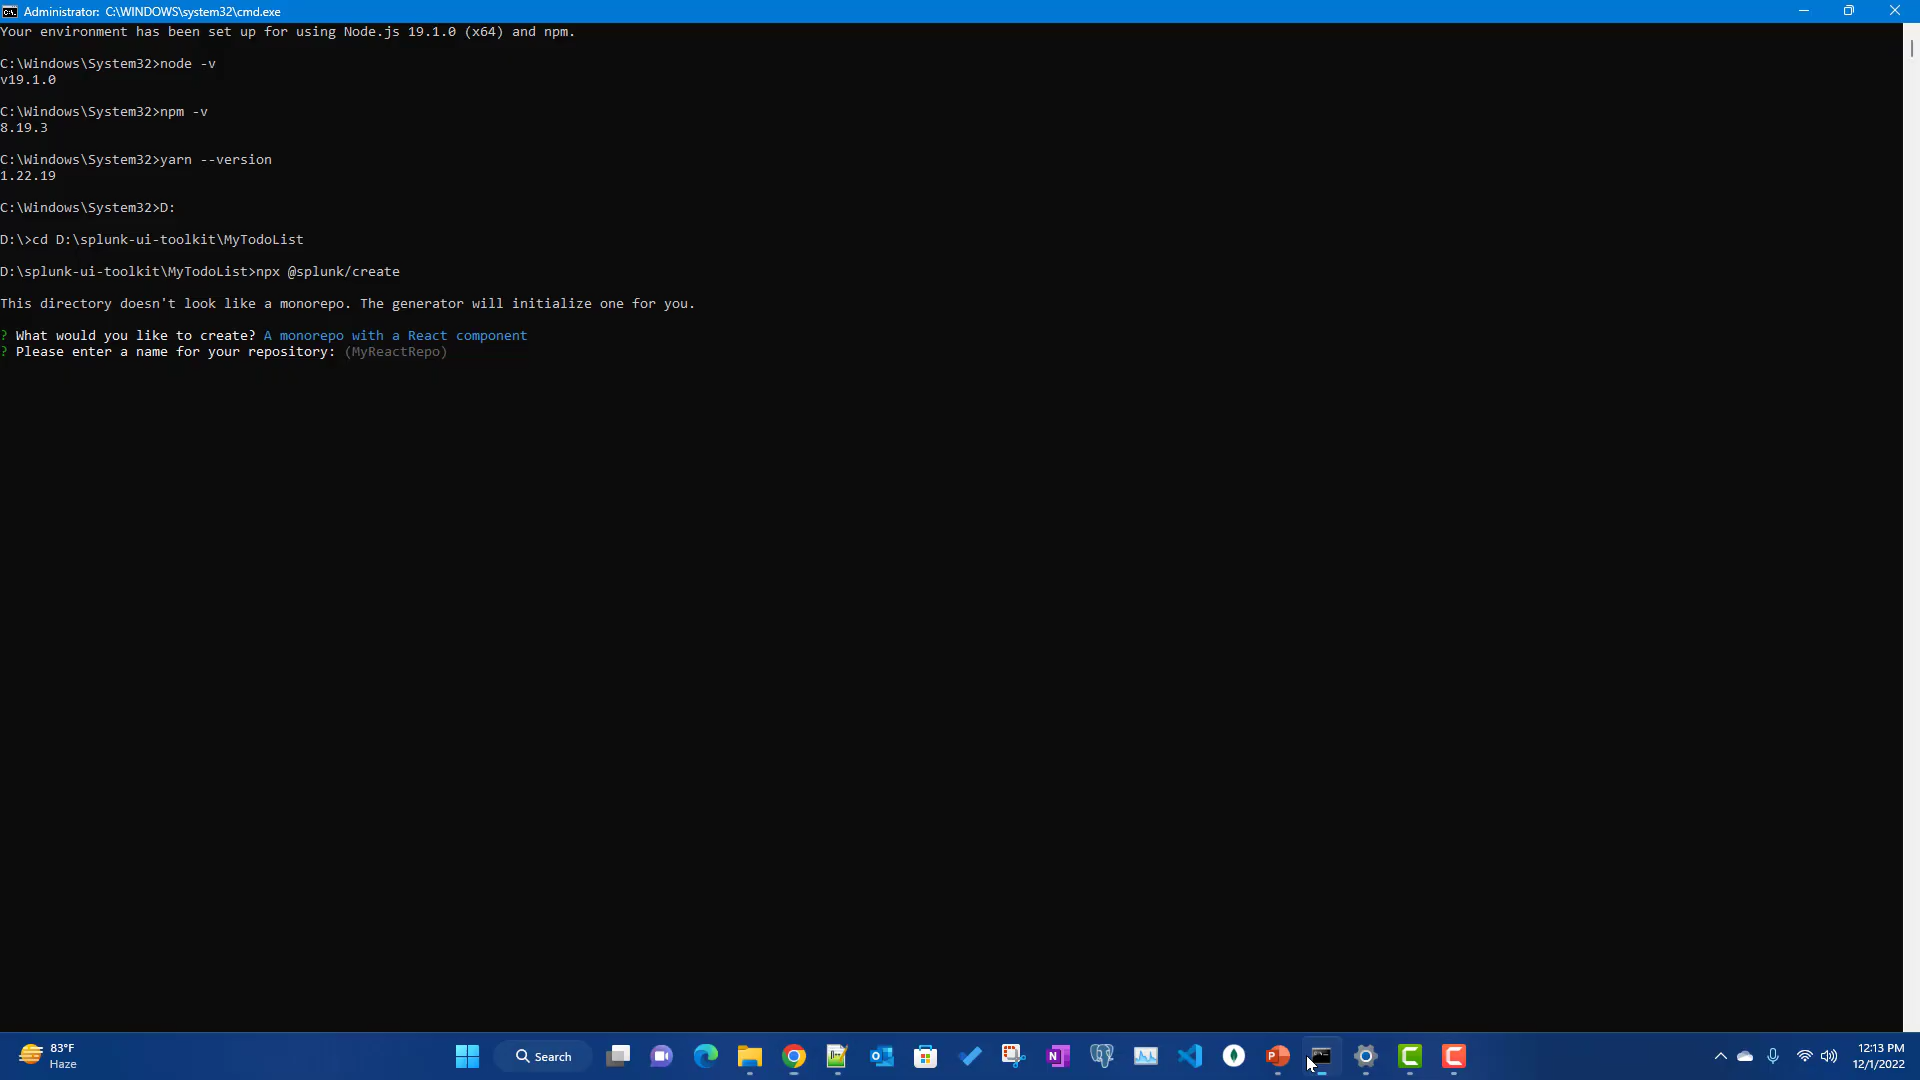 Administrator: C:\WINDOWS\system32\cmd.exe
Your environment has been set up for using Node.js 19.1.0 (x64) and npm.
C:\Windows\System32>node -v
v19.1.0
C:\Windows\System32>npm -v
8.19.3
C:\Windows\System32>yarn --version
1.22.19
C:\Windows\System32>D:
D:\>cd D:\splunk-ui-toolkit\MyTodoList
D:\splunk-ui-toolkit\MyTodoList>npx @splunk/create
This directory doesn't look like a monorepo. The generator will initialize one for you.
? What would you like to create? A monorepo with a React component
? Please enter a name for your repository: (MyReactRepo)
83°F
Haze
Search
12:13 PM
12/1/2022